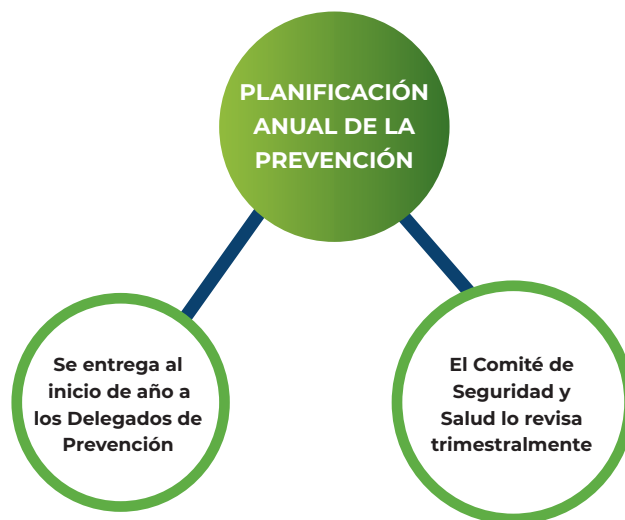 PLANIFICACIÓN
ANUAL DE LA
PREVENCIÓN
Se entrega al
inicio de año a
los Delegados de
Prevención
El Comité de
Seguridad y
Salud lo revisa
trimestralmente